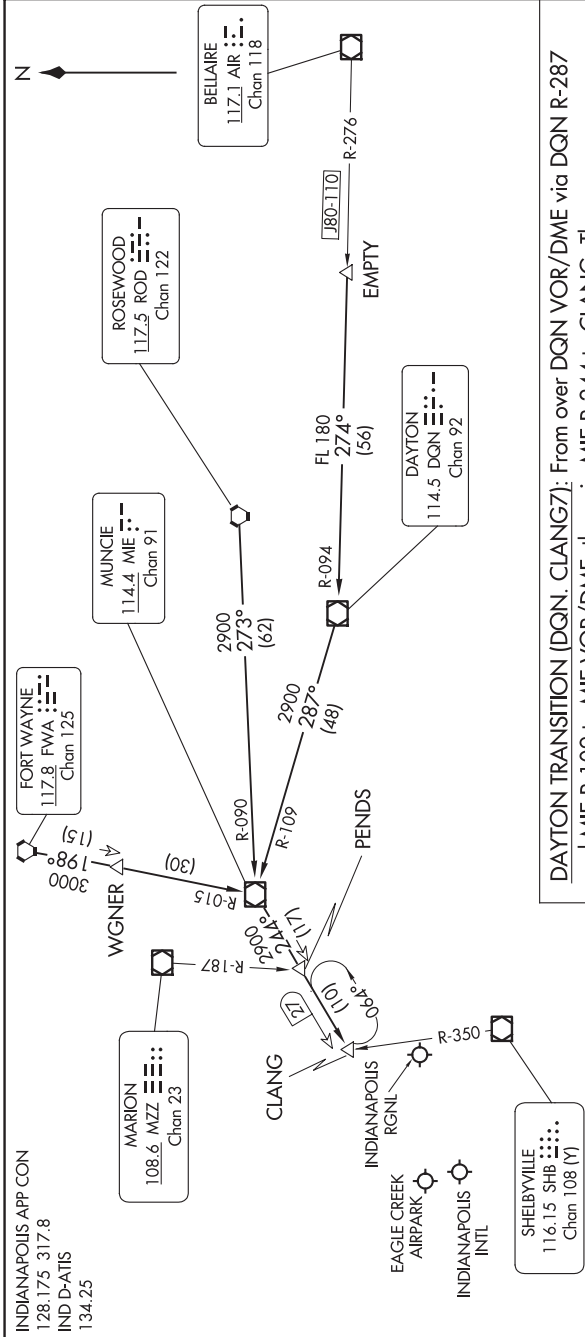 INDIANAPOLIS APP CON
128.175 317.8
IND D-ATIS
134.25
N
FORT WAYNE
117.8 FWA
Chan 125
MUNCIE
114.4 MIE
Chan 91
ROSEWOOD
117.5 ROD
Chan 122
BELLAIRE
117.1 AIR
Chan 118
MARION
108.6 MZZ
Chan 23
3000
198°
(15)
WGNER
(30)
R-015
2900
273°
(62)
R-090
R-187
2600
244°
(17)
R-109
2900
287°
(48)
R-094
FL 180
274°
(56)
EMPTY
J80-110
R-276
CLANG
27
(10)
064°
PENDS
DAYTON
114.5 DQN
Chan 92
INDIANAPOLIS
RGNL
R-350
EAGLE CREEK
AIRPARK
INDIANAPOLIS
INTL
SHELBYVILLE
116.15 SHB
Chan 108 (Y)
DAYTON TRANSITION (DQN. CLANG7): From over DQN VOR/DME via DQN R-287